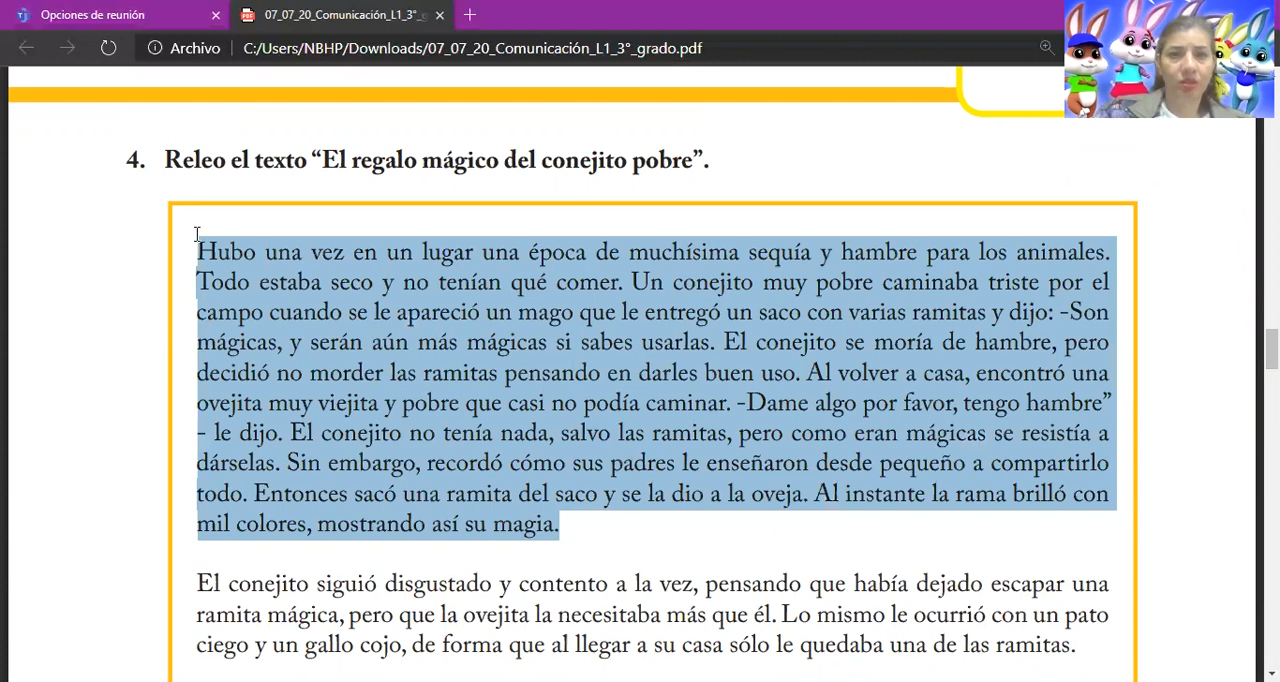 Opciones de reunión
07_07_20_Comunicación_L1_3°_g
Archivo
C:/Users/NBHP/Downloads/07_07_20_Comunicación_L1_3°_grado.pdf
4. Releo el texto “El regalo mágico del conejito pobre”.
Hubo una vez en un lugar una época de muchísima sequía y hambre para los animales.
Todo estaba seco y no tenían qué comer. Un conejito muy pobre caminaba triste por el
campo cuando se le apareció un mago que le entregó un saco con varias ramitas y dijo: -Son
mágicas, y serán aún más mágicas si sabes usarlas. El conejito se moría de hambre, pero
decidió no morder las ramitas pensando en darles buen uso. Al volver a casa, encontró una
ovejita muy viejita y pobre que casi no podía caminar. -Dame algo por favor, tengo hambre”
- le dijo. El conejito no tenía nada, salvo las ramitas, pero como eran mágicas se resistía a
dárselas. Sin embargo, recordó cómo sus padres le enseñaron desde pequeño a compartirlo
todo. Entonces sacó una ramita del saco y se la dio a la oveja. Al instante la rama brilló con
mil colores, mostrando así su magia.
El conejito siguió disgustado y contento a la vez, pensando que había dejado escapar una
ramita mágica, pero que la ovejita la necesitaba más que él. Lo mismo le ocurrió con un pato
ciego y un gallo cojo, de forma que al llegar a su casa sólo le quedaba una de las ramitas.